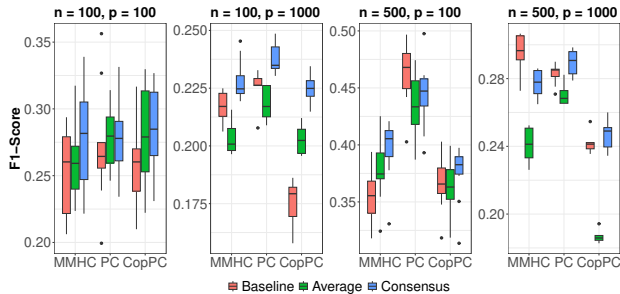 n = 100, p = 100
n = 100, p = 1000
n = 500, p = 100
n = 500, p = 1000
F1-Score
0.35
0.30
0.25
0.20
0.250
0.225
0.200
0.175
0.45
0.40
0.35
0.28
0.24
0.20
MMHC PC CopPC
MMHC PC CopPC
MMHC PC CopPC
MMHC PC CopPC
Baseline Average Consensus